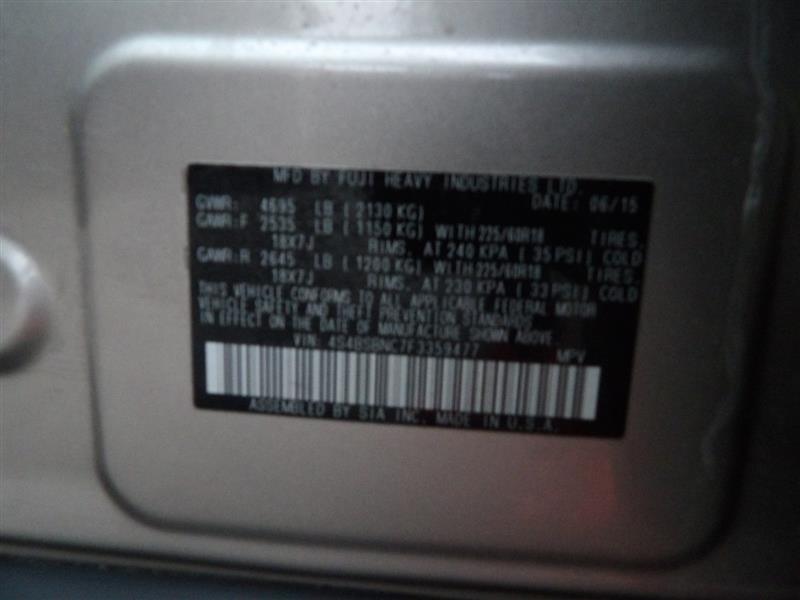 MFD BY FUJI HEAVY INDUSTRIES LTD.
GVWR: 4695 LB ( 2130 KG) DATE: 06/15
GAWR:F 2535 LB ( 1150 KG) WITH 225/60R18 TIRES,
18X7J RIMS, AT 240 KPA ( 35 PSI) COLD
GAWR:R 2645 LB ( 1200 KG) WITH 225/60R18 TIRES,
18X7J RIMS, AT 230 KPA ( 33 PSI) COLD
THIS VEHICLE CONFORMS TO ALL APPLICABLE FEDERAL MOTOR
VEHICLE SAFETY AND THEFT PREVENTION STANDARDS
IN EFFECT ON THE DATE OF MANUFACTURE SHOWN ABOVE.
VIN: 4S4BSBNC7F3359477 MPV
ASSEMBLED BY SIA INC. MADE IN U.S.A.